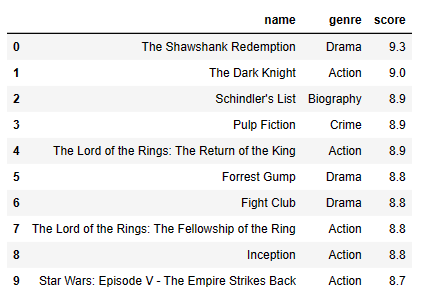 name genre score
0 The Shawshank Redemption Drama 9.3
1 The Dark Knight Action 9.0
2 Schindler's List Biography 8.9
3 Pulp Fiction Crime 8.9
4 The Lord of the Rings: The Return of the King Action 8.9
5 Forrest Gump Drama 8.8
6 Fight Club Drama 8.8
7 The Lord of the Rings: The Fellowship of the Ring Action 8.8
8 Inception Action 8.8
9 Star Wars: Episode V - The Empire Strikes Back Action 8.7